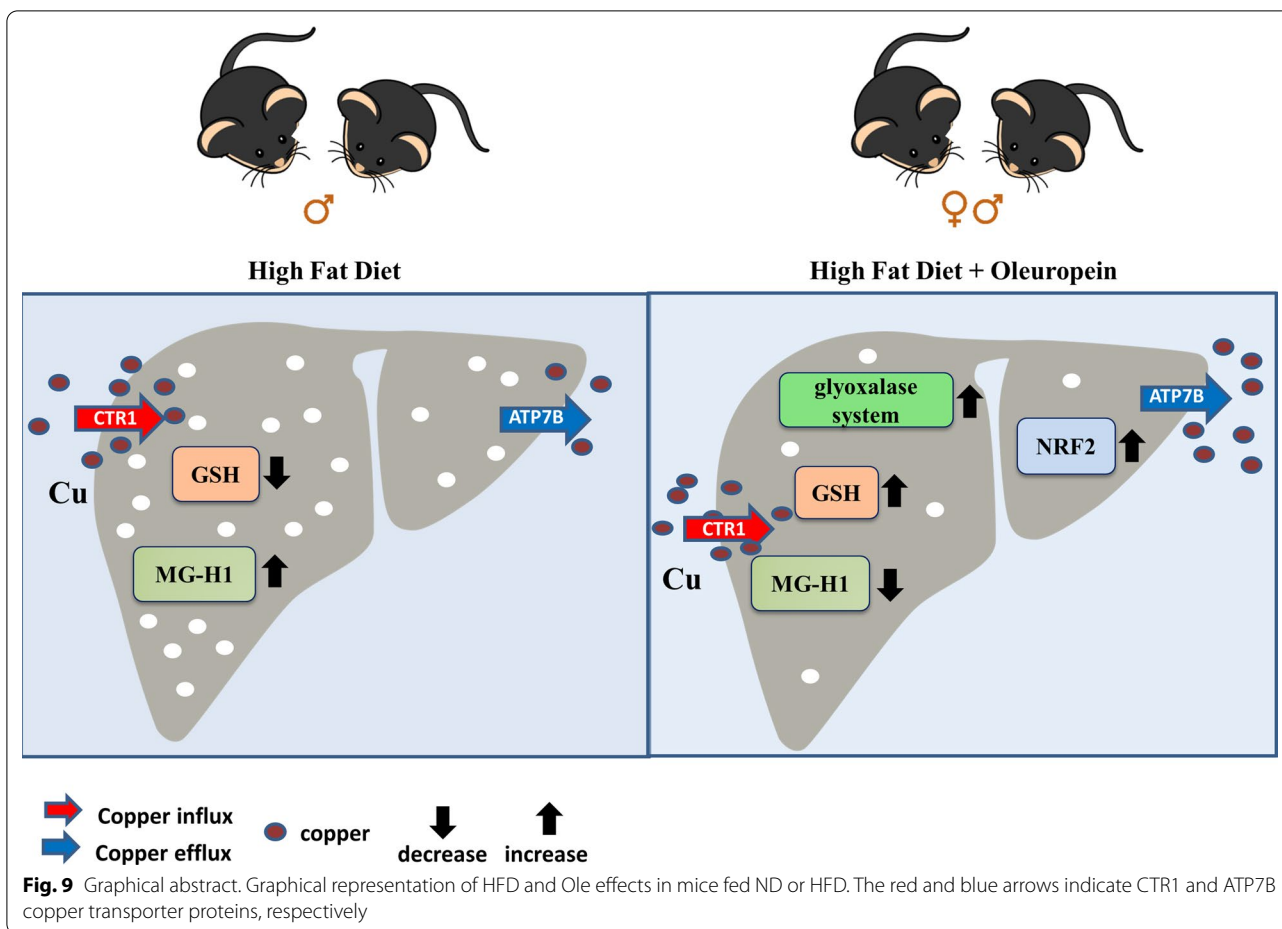 ♂
♀♂
High Fat Diet
High Fat Diet + Oleuropein
CTR1
Cu
GSH
MG-H1
ATP7B
glyoxalase
system
GSH
CTR1
Cu
MG-H1
NRF2
ATP7B
Copper influx
Copper efflux
copper
decrease
increase
Fig. 9 Graphical abstract. Graphical representation of HFD and Ole effects in mice fed ND or HFD. The red and blue arrows indicate CTR1 and ATP7B
copper transporter proteins, respectively